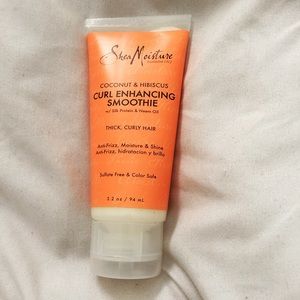 SheaMoisture
COCONUT & HIBISCUS
CURL ENHANCING
SMOOTHIE
w/ Silk Protein & Neem Oil
THICK, CURLY HAIR
Anti-Frizz, Moisture & Shine
Anti-Frizz, hidratacion y brillo
Sulfate Free & Color Safe
3.2 oz / 94 mL